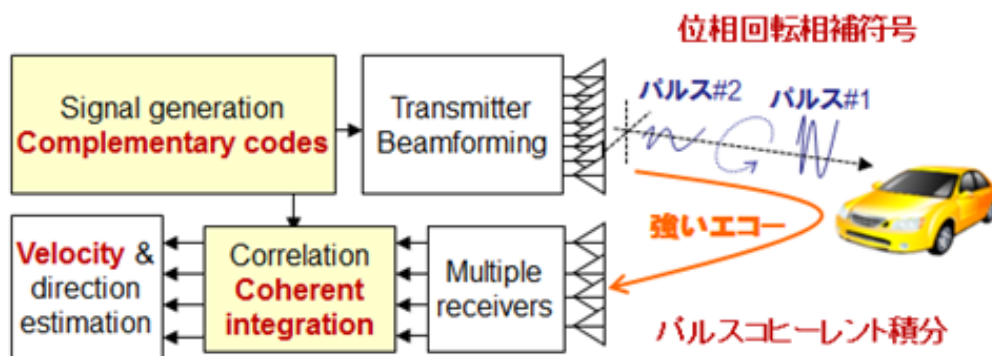 位相回転相補符号
Signal generation
Complementary codes
Transmitter
Beamforming
パルス#2
パルス#1
強いエコー
Velocity &
direction
estimation
Correlation
Coherent
integration
Multiple
receivers
パルスコヒーレント積分